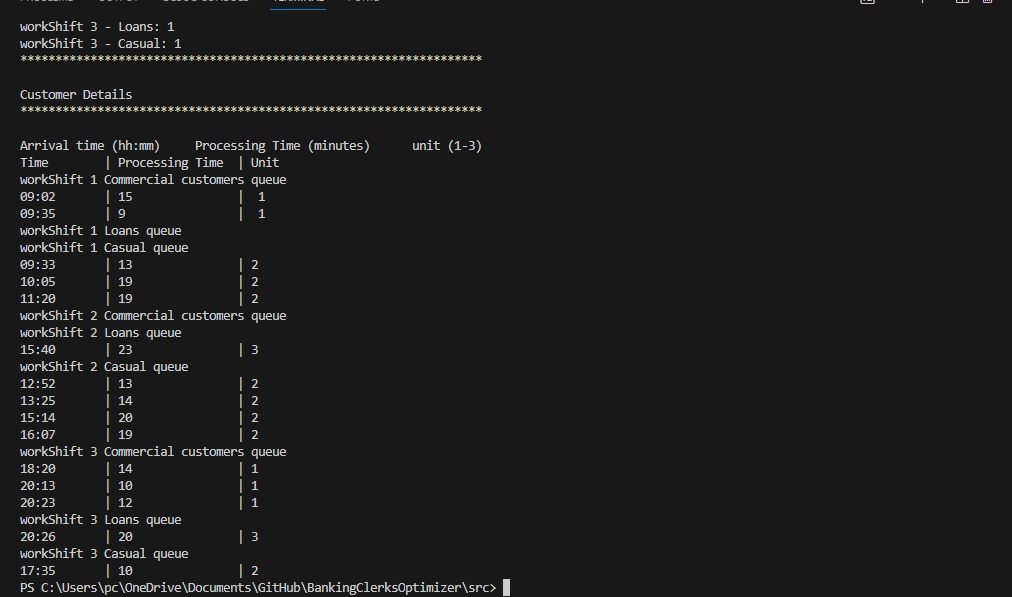 PROBLEMS OUTPUT DEBUG CONSOLE TERMINAL PORTS
workShift 3 - Loans: 1
workShift 3 - Casual: 1
******************************************************************
Customer Details
******************************************************************
Arrival time (hh:mm)     Processing Time (minutes)      unit (1-3)
Time        | Processing Time  | Unit
workShift 1 Commercial customers queue
09:02       | 15               |  1
09:35       | 9                |  1
workShift 1 Loans queue
workShift 1 Casual queue
09:33       | 13               | 2
10:05       | 19               | 2
11:20       | 19               | 2
workShift 2 Commercial customers queue
workShift 2 Loans queue
15:40       | 23               | 3
workShift 2 Casual queue
12:52       | 13               | 2
13:25       | 14               | 2
15:14       | 20               | 2
16:07       | 19               | 2
workShift 3 Commercial customers queue
18:20       | 14               | 1
20:13       | 10               | 1
20:23       | 12               | 1
workShift 3 Loans queue
20:26       | 20               | 3
workShift 3 Casual queue
17:35       | 10               | 2
PS C:\Users\pc\OneDrive\Documents\GitHub\BankingClerksOptimizer\src>